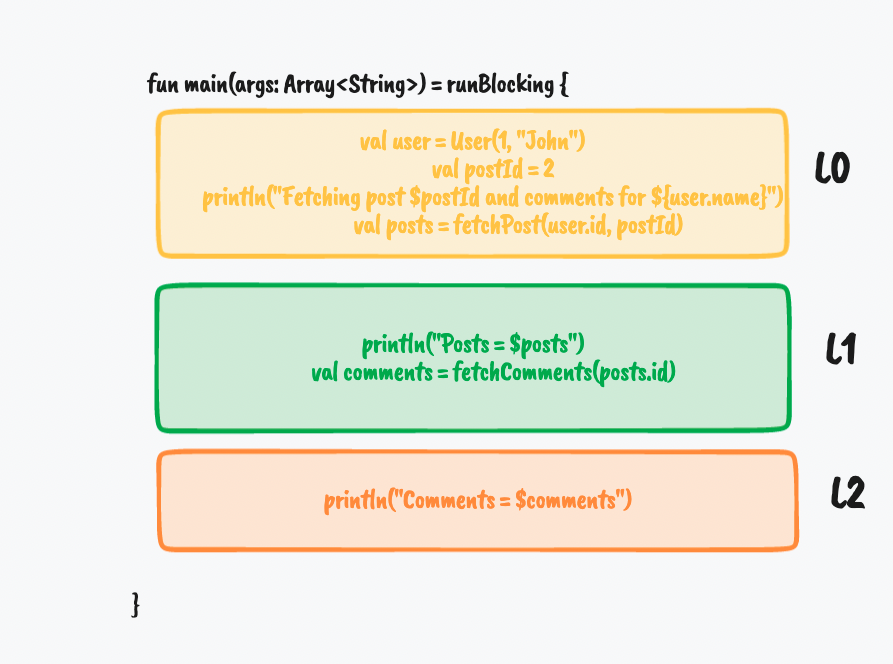 fun main(args: Array<String>) = runBlocking {
val user = User(1, "John")
val postId = 2
println("Fetching post $postId and comments for ${user.name}")
val posts = fetchPost(user.id, postId)
L0
println("Posts = $posts")
val comments = fetchComments(posts.id)
L1
println("Comments = $comments")
L2
}